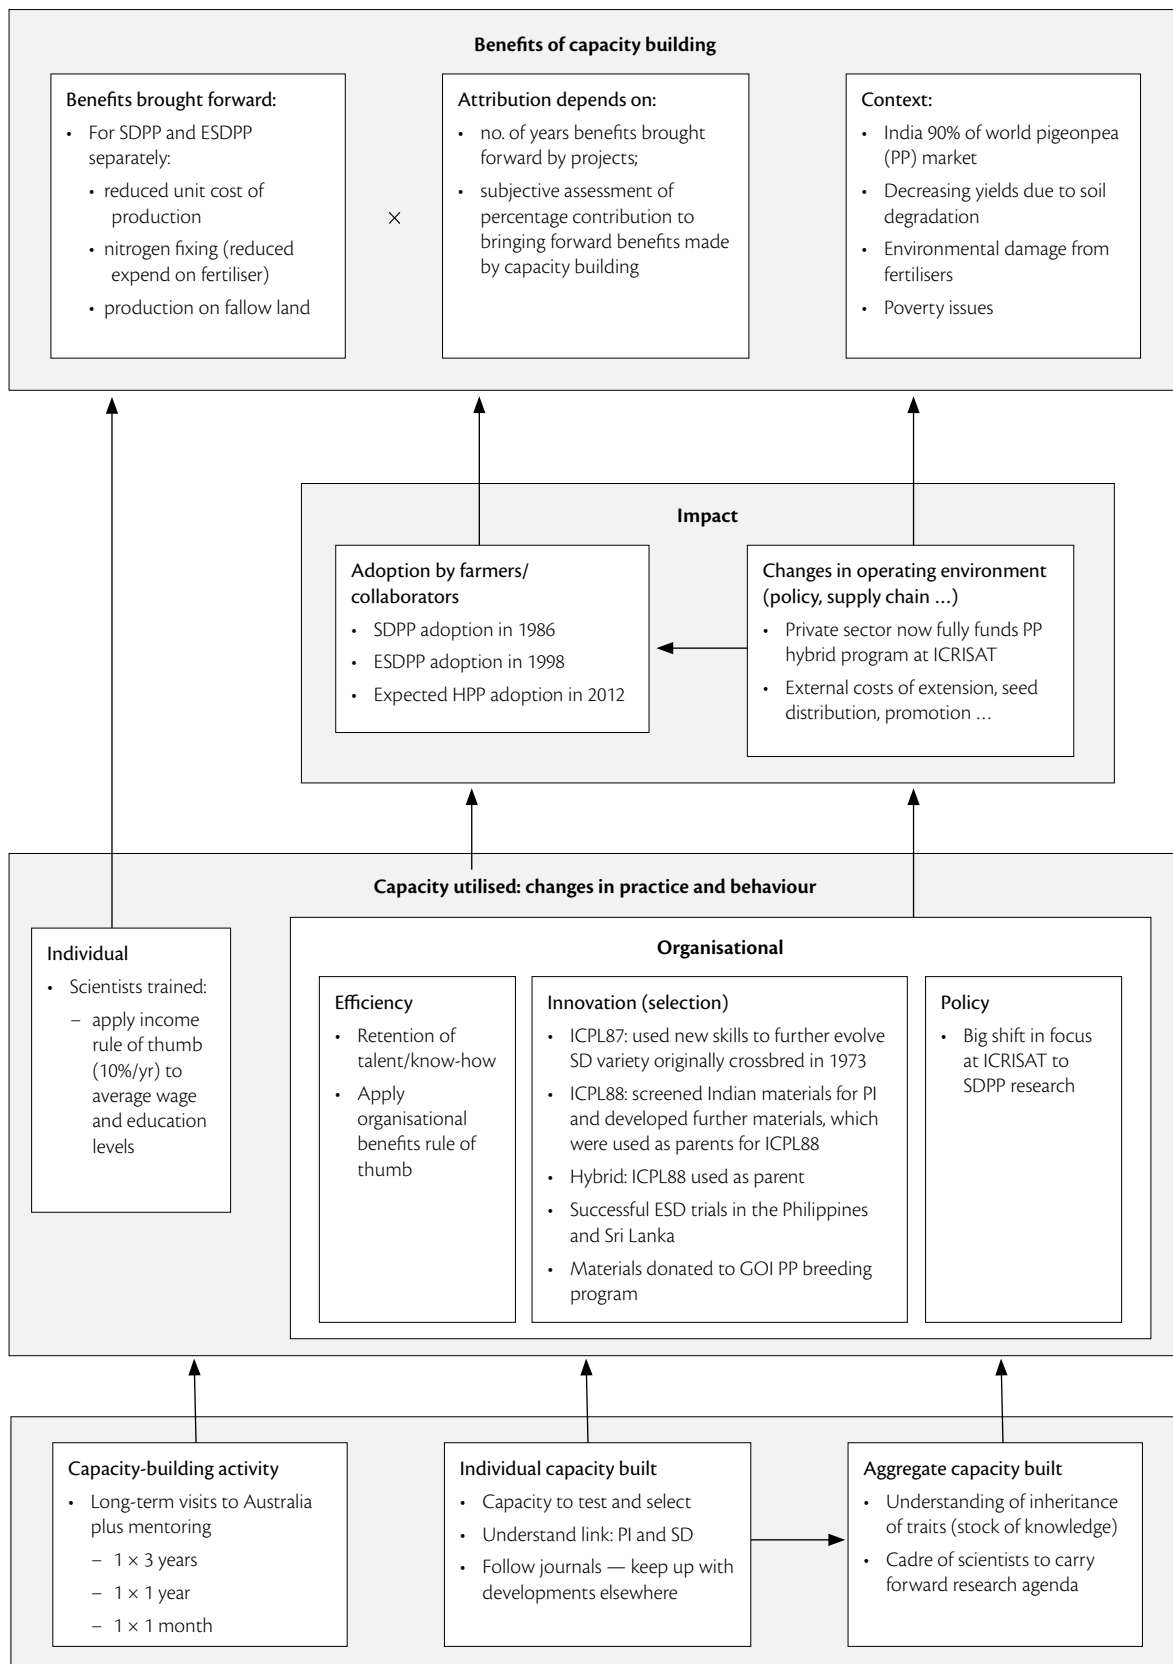 Benefits of capacity building
Benefits brought forward:
• For SDPP and ESDPP
separately:
• reduced unit cost of
production
• nitrogen fixing (reduced
expend on fertiliser)
• production on fallow land
×
Attribution depends on:
• no. of years benefits brought
forward by projects;
• subjective assessment of
percentage contribution to
bringing forward benefits made
by capacity building
Context:
• India 90% of world pigeonpea
(PP) market
• Decreasing yields due to soil
degradation
• Environmental damage from
fertilisers
• Poverty issues
Impact
Adoption by farmers/
collaborators
• SDPP adoption in 1986
• ESDPP adoption in 1998
• Expected HPP adoption in 2012
Changes in operating environment
(policy, supply chain ...)
• Private sector now fully funds PP
hybrid program at ICRISAT
• External costs of extension, seed
distribution, promotion ...
Capacity utilised: changes in practice and behaviour
Individual
• Scientists trained:
– apply income
rule of thumb
(10%/yr) to
average wage
and education
levels
Organisational
Efficiency
• Retention of
talent/know-how
• Apply
organisational
benefits rule of
thumb
Innovation (selection)
• ICPL87: used new skills to further evolve
SD variety originally crossbred in 1973
• ICPL88: screened Indian materials for PI
and developed further materials, which
were used as parents for ICPL88
• Hybrid: ICPL88 used as parent
• Successful ESD trials in the Philippines
and Sri Lanka
• Materials donated to GOI PP breeding
program
Policy
• Big shift in focus
at ICRISAT to
SDPP research
Capacity-building activity
• Long-term visits to Australia
plus mentoring
– 1 × 3 years
– 1 × 1 year
– 1 × 1 month
Individual capacity built
• Capacity to test and select
• Understand link: PI and SD
• Follow journals — keep up with
developments elsewhere
Aggregate capacity built
• Understanding of inheritance
of traits (stock of knowledge)
• Cadre of scientists to carry
forward research agenda